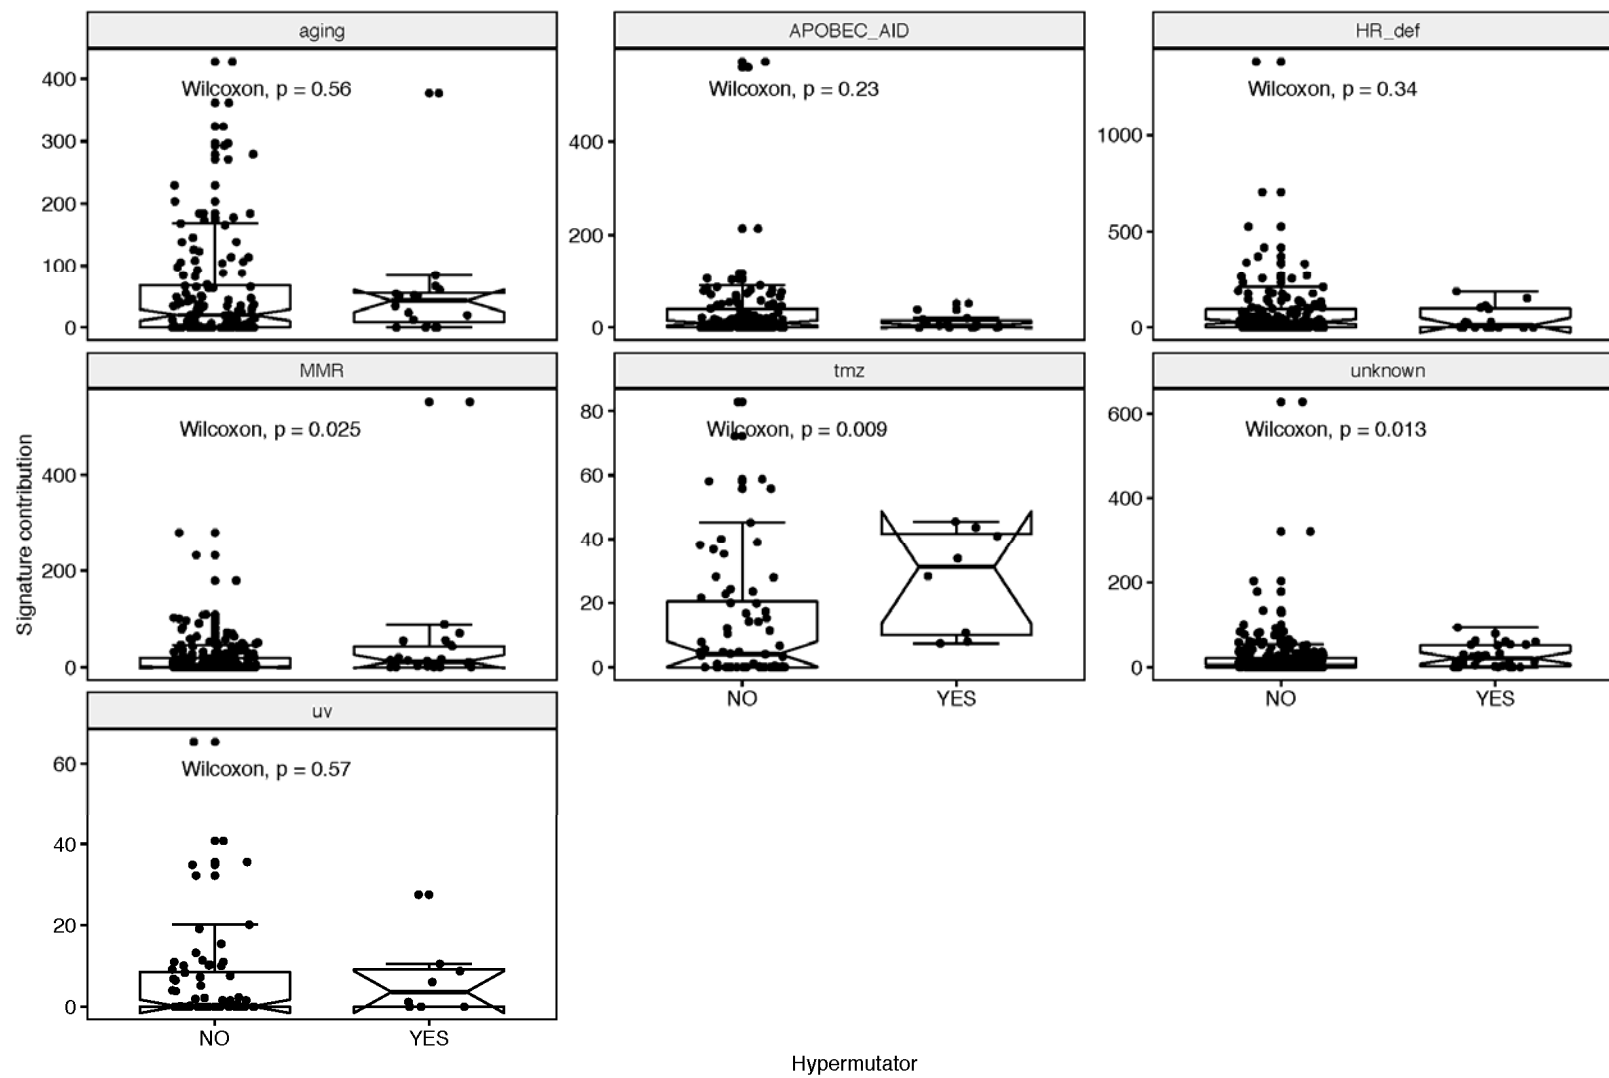 aging
APOBEC_AID
HR_def
400
300
200
100
0
Wilcoxon, p = 0.56
400
200
0
Wilcoxon, p = 0.23
1000
500
0
Wilcoxon, p = 0.34
MMR
tmz
unknown
Signature contribution
400
200
0
Wilcoxon, p = 0.025
80
60
40
20
0
Wilcoxon, p = 0.009
NO YES
600
400
200
0
Wilcoxon, p = 0.013
NO YES
uv
60
40
20
0
Wilcoxon, p = 0.57
NO YES
Hypermutator